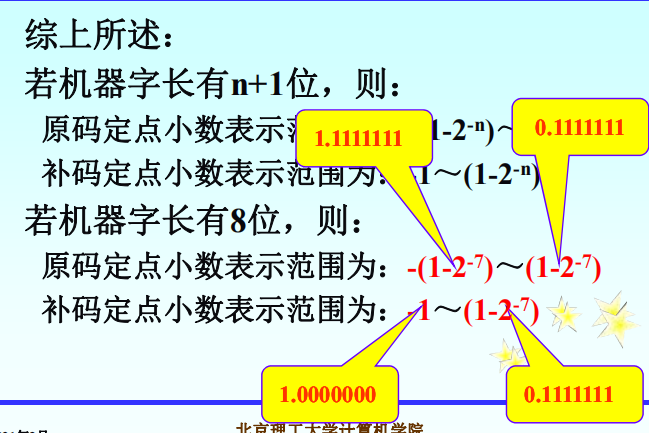 综上所述：
若机器字长有n+1位，则：
原码定点小数表示范 1-2-n)～
1.1111111
0.1111111
补码定点小数表示范围为：-1～(1-2-n)
若机器字长有8位，则：
原码定点小数表示范围为：-(1-2-7)～(1-2-7)
补码定点小数表示范围为：-1～(1-2-7)
1.0000000
0.1111111
北京理工大学计算机学院